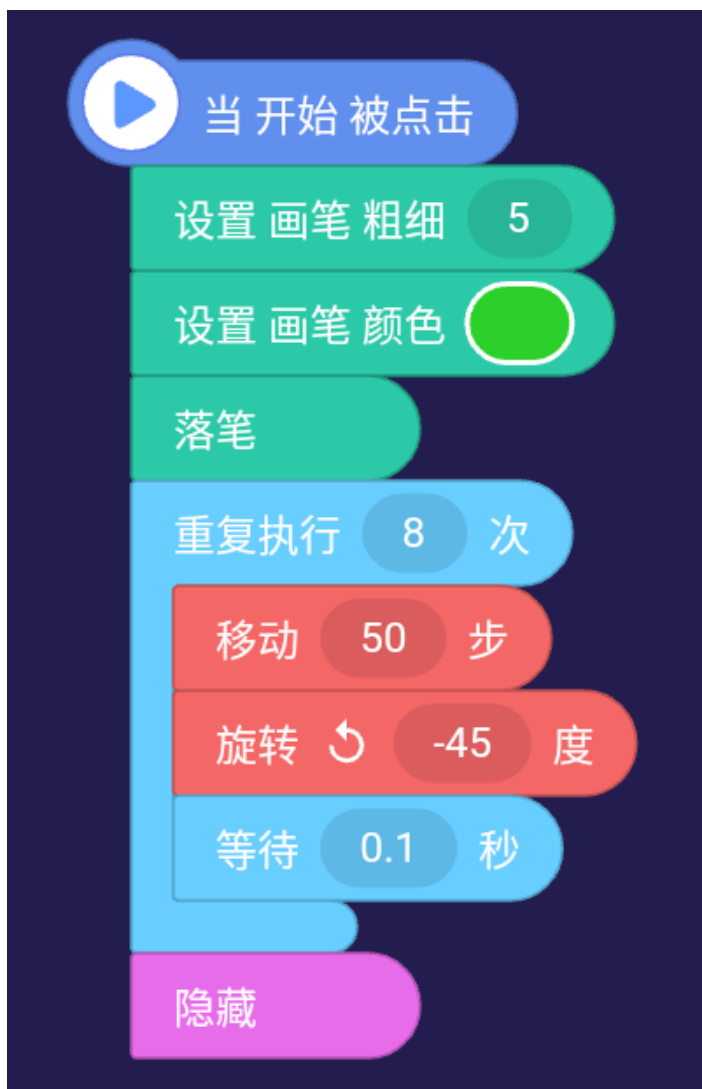 当 开始 被点击
设置 画笔 粗细 5
设置 画笔 颜色
落笔
重复执行 8 次
移动 50 步
旋转 -45 度
等待 0.1 秒
隐藏